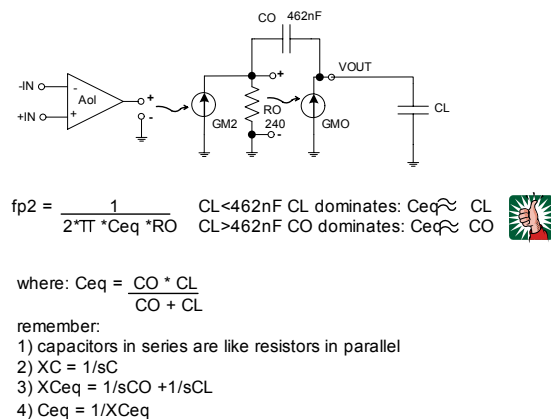 CO 462nF
VOUT
-IN
+IN
-
+
Aol
+
-
GM2
+
RO
240
-
GMO
CL
fp2 = 1 / 2*TT *Ceq *RO
CL<462nF CL dominates: Ceq≈ CL
CL>462nF CO dominates: Ceq≈ CO
where: Ceq = CO * CL / CO + CL
remember:
1) capacitors in series are like resistors in parallel
2) XC = 1/sC
3) XCeq = 1/sCO +1/sCL
4) Ceq = 1/XCeq